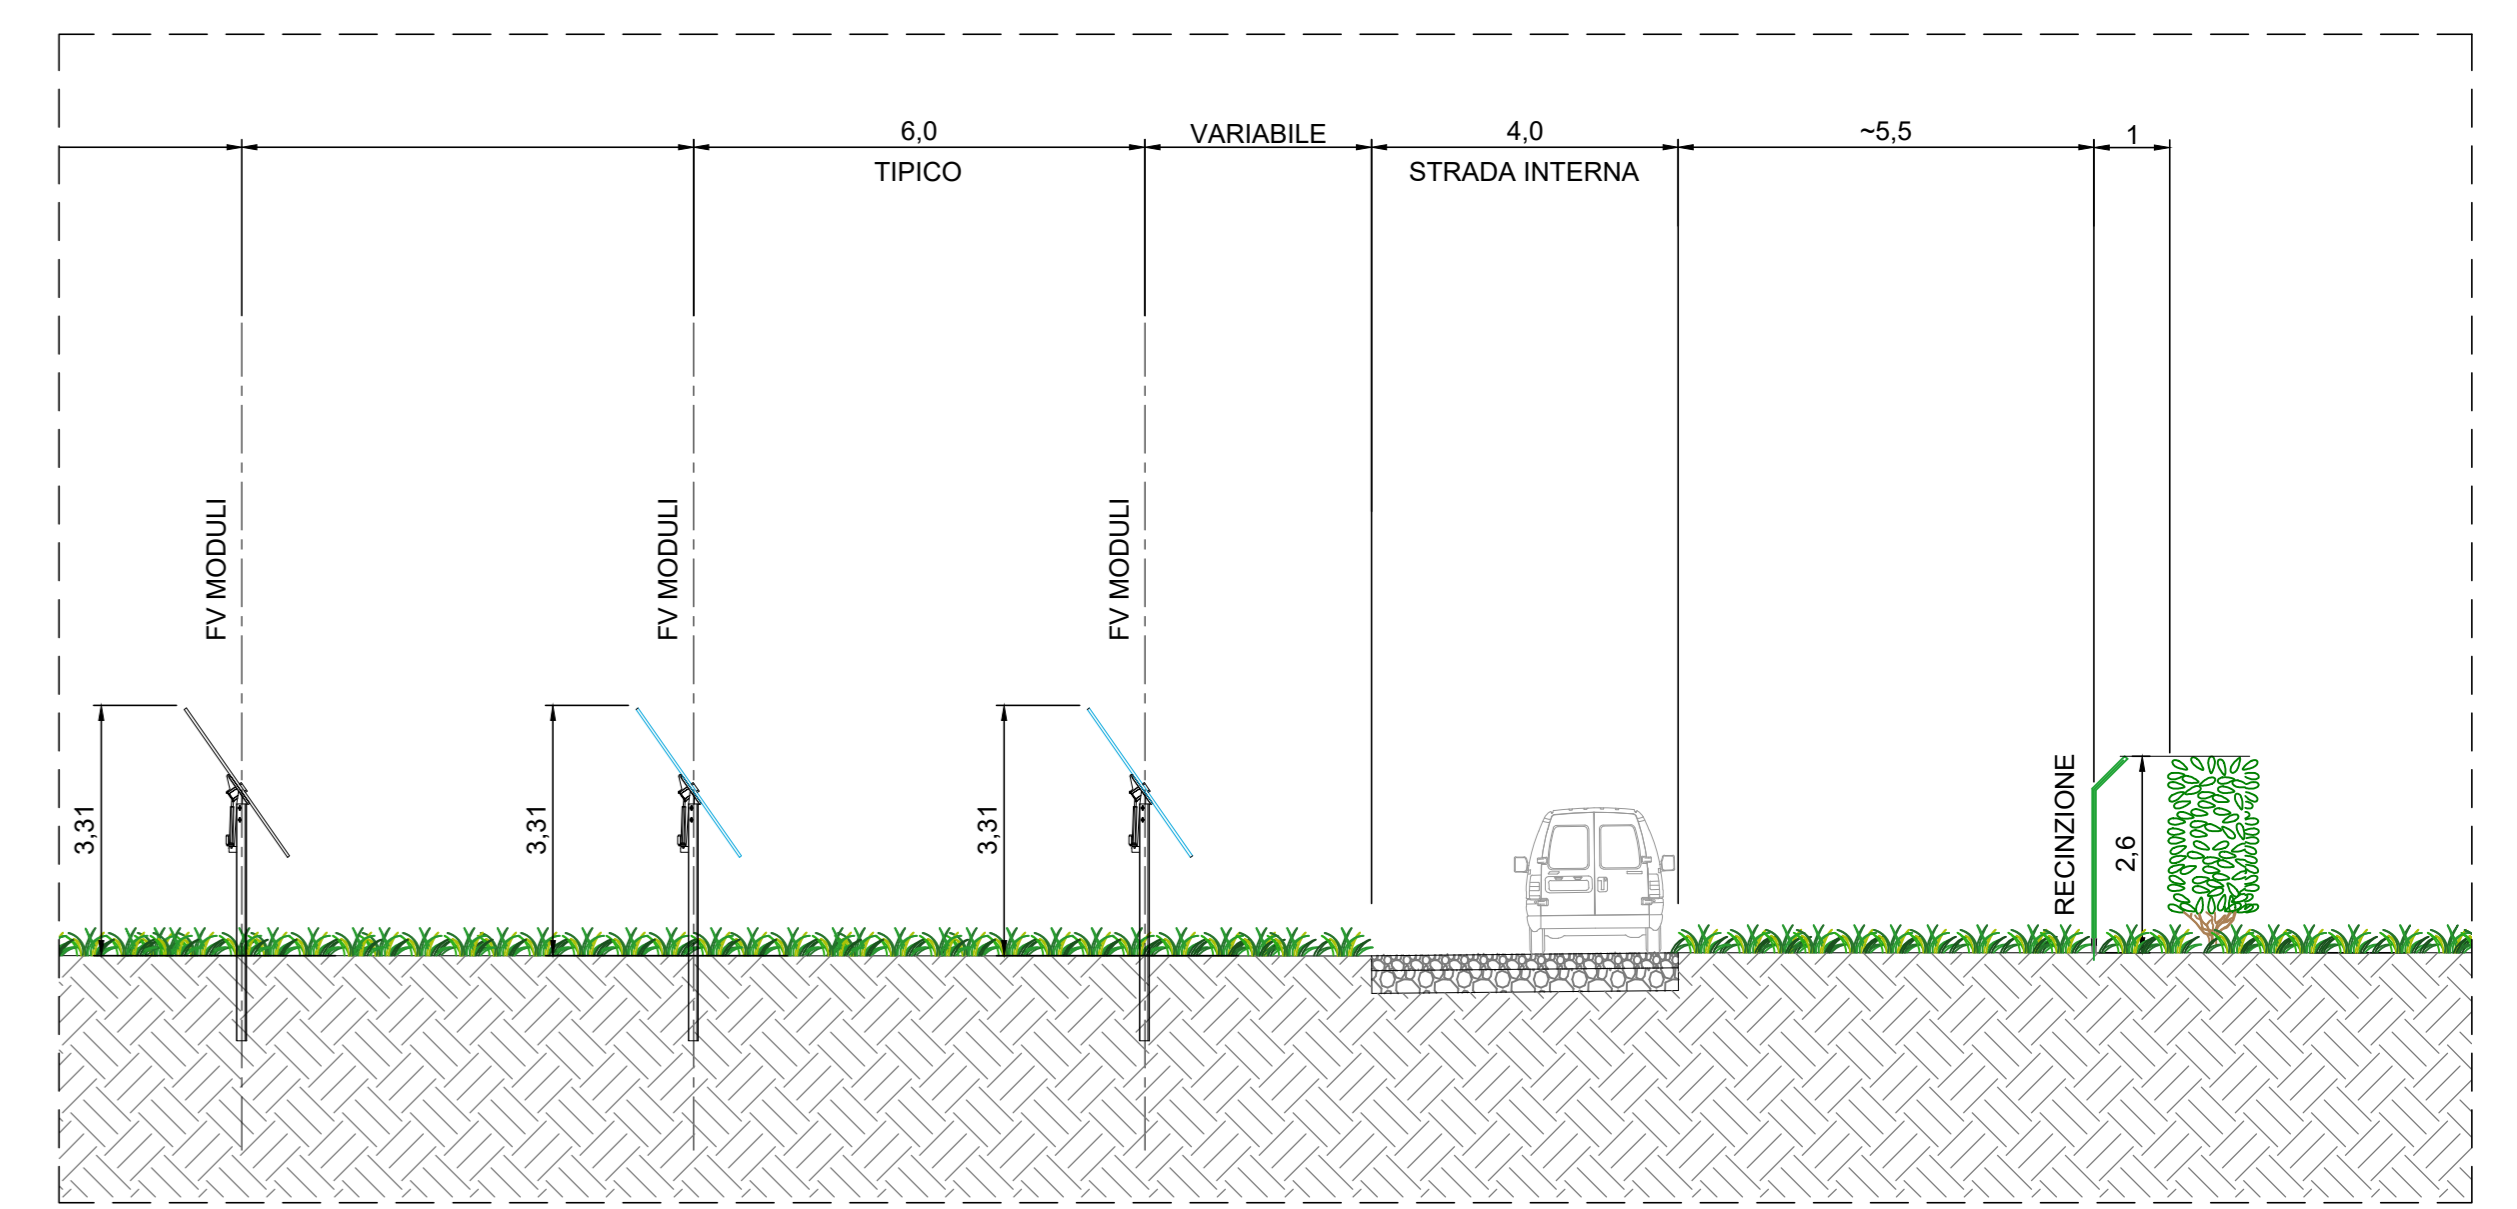 6,0
TIPICO
VARIABILE
4,0
STRADA INTERNA
~5,5
1
FV MODULI
FV MODULI
FV MODULI
3,31
3,31
3,31
RECINZIONE
2,6